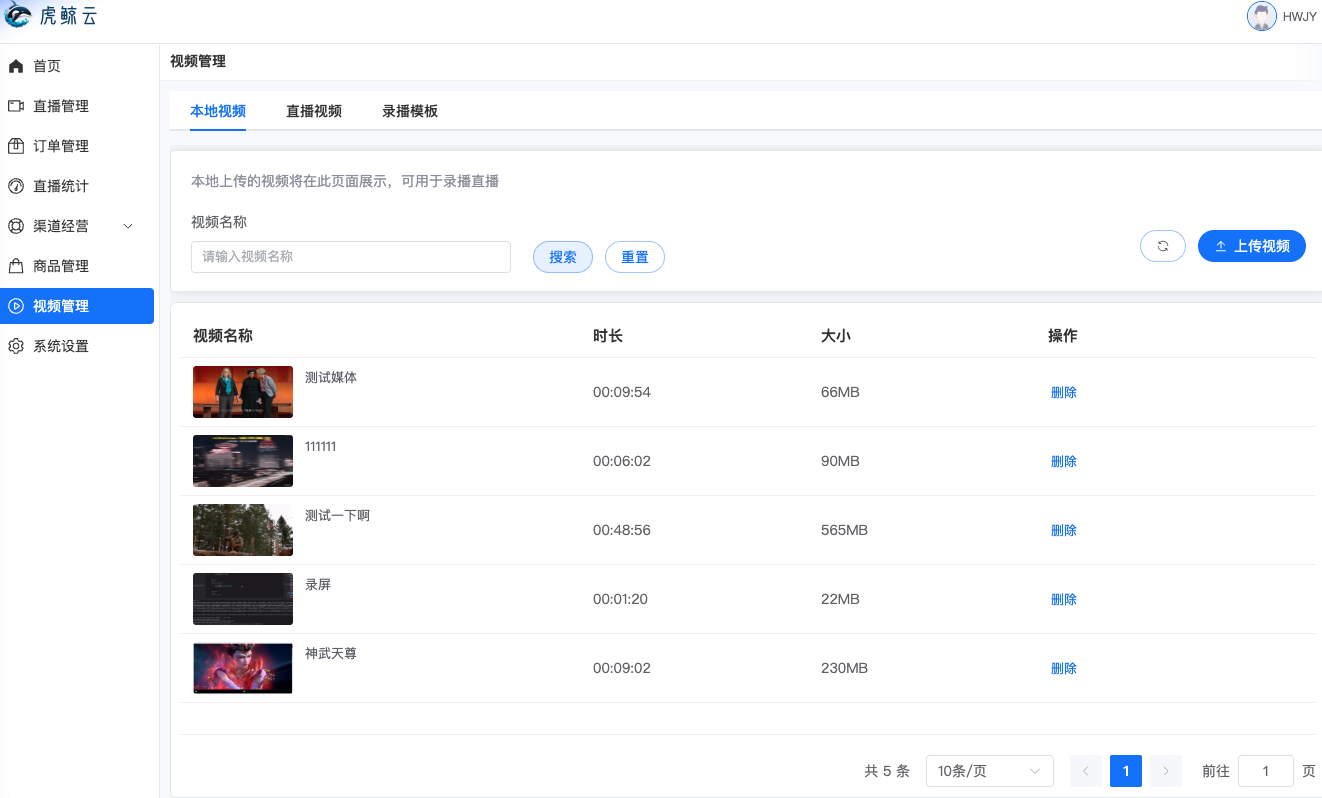 虎鲸云
HWJY
首页
直播管理
订单管理
直播统计
渠道经营
商品管理
视频管理
系统设置
视频管理
本地视频 直播视频 录播模板
本地上传的视频将在此页面展示，可用于录播直播
视频名称
请输入视频名称 搜索 重置 上传视频
视频名称 时长 大小 操作
测试媒体 00:09:54 66MB 删除
111111 00:06:02 90MB 删除
测试一下啊 00:48:56 565MB 删除
录屏 00:01:20 22MB 删除
神武天尊 00:09:02 230MB 删除
共 5 条 10条/页 1 前往 1 页